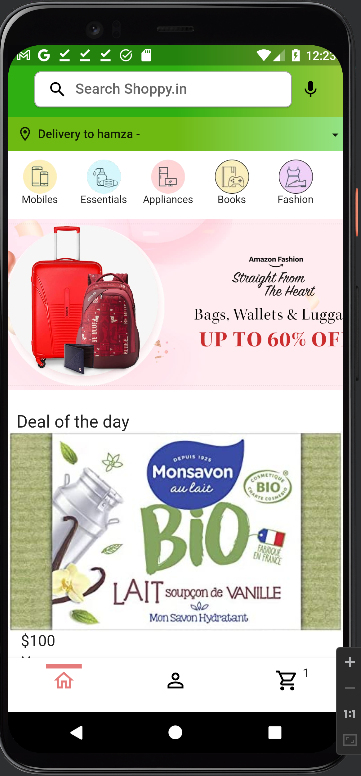 12:23
Search Shoppy.in
Delivery to hamza -
Mobiles Essentials Appliances Books Fashion
Amazon Fashion
Straight From
The Heart
Bags, Wallets & Lugga
UP TO 60% OF
Deal of the day
DEPUIS 1926
Monsavon
au lait
COSMÉTIQUE
BIO
CHARTE COSMEBIO
BiO
FABRIQUÉ
EN FRANCE
LAIT soupçon de VANILLE
Mon Savon Hydratant
$100
1
1:1